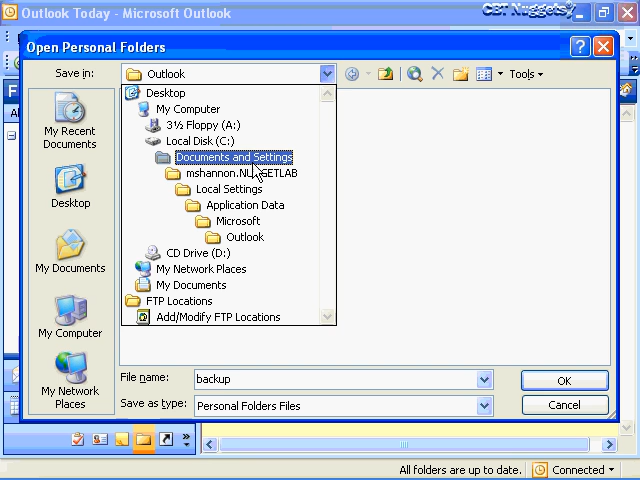 Outlook Today - Microsoft Outlook
CBT Nuggets
Open Personal Folders
Save in:
Outlook
Tools
My Recent
Documents
Desktop
My Documents
My Computer
My Network
Places
Desktop
My Computer
3½ Floppy (A:)
Local Disk (C:)
Documents and Settings
mshannon.NUGGETLAB
Local Settings
Application Data
Microsoft
Outlook
CD Drive (D:)
My Network Places
My Documents
FTP Locations
Add/Modify FTP Locations
File name:
backup
OK
Save as type:
Personal Folders Files
Cancel
All folders are up to date.
Connected